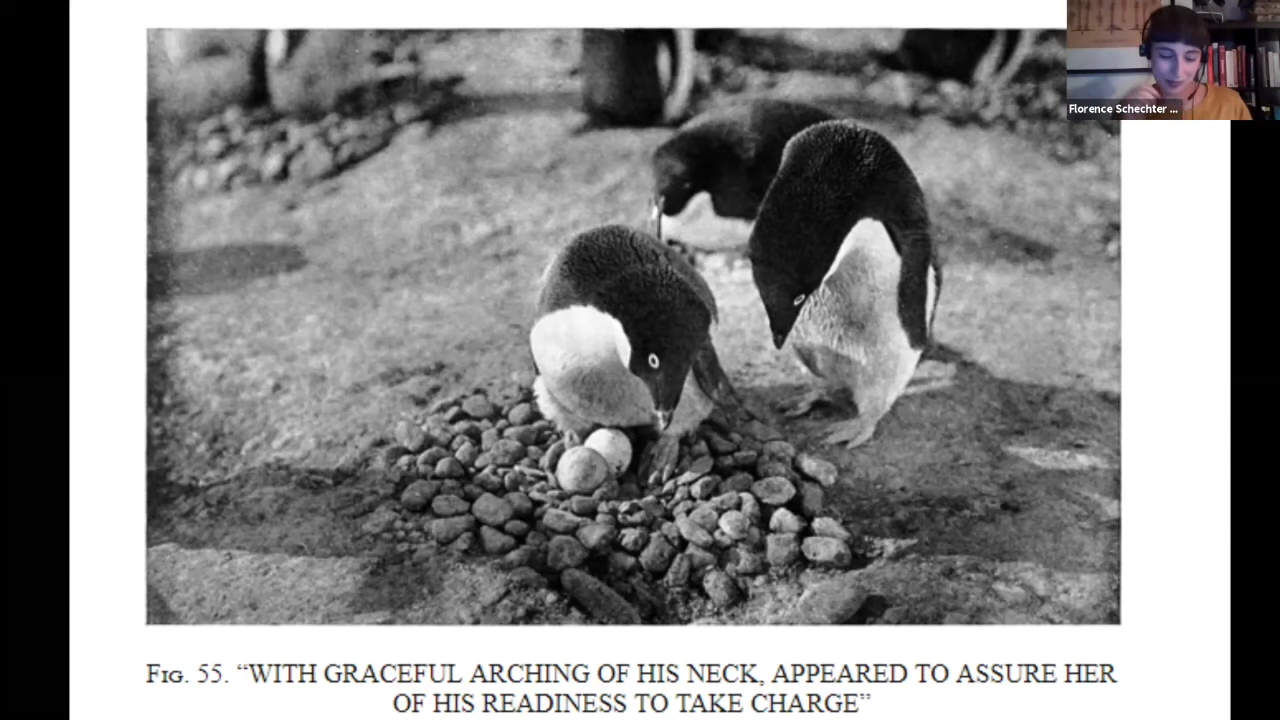 Florence Schechter ...
FIG. 55. “WITH GRACEFUL ARCHING OF HIS NECK, APPEARED TO ASSURE HER
OF HIS READINESS TO TAKE CHARGE”